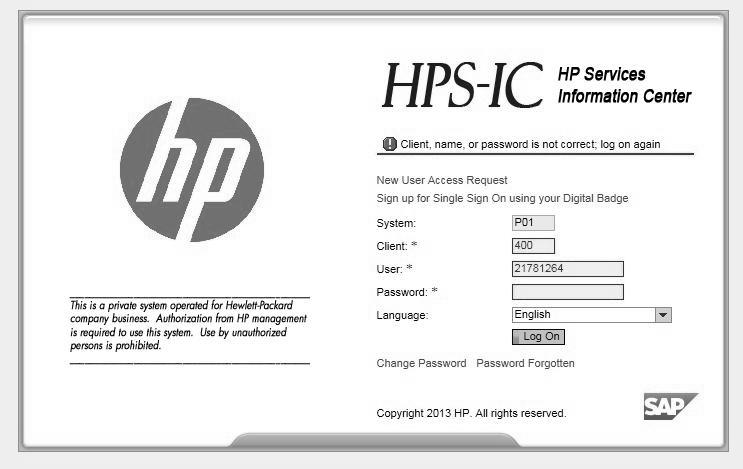 hp
This is a private system operated for Hewlett-Packard
company business. Authorization from HP management
is required to use this system. Use by unauthorized
persons is prohibited.
HPS-IC HP Services
Information Center
Client, name, or password is not correct; log on again
New User Access Request
Sign up for Single Sign On using your Digital Badge
System: P01
Client: * 400
User: * 21781264
Password: *
Language: English
Log On
Change Password Password Forgotten
Copyright 2013 HP. All rights reserved.
SAP